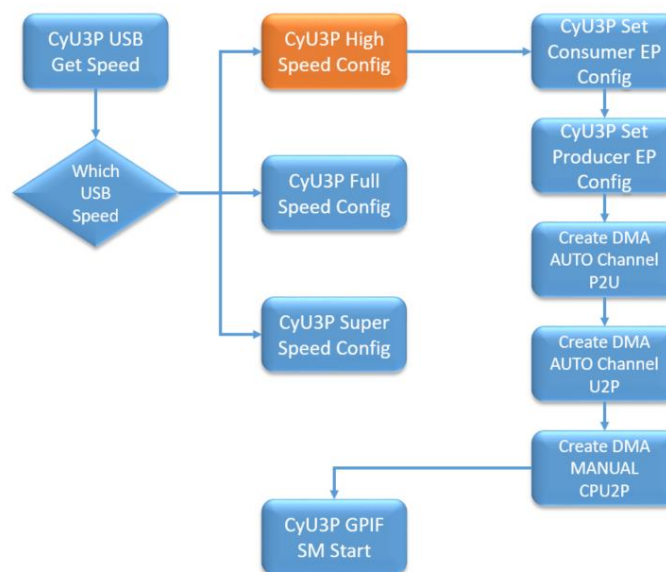 CyU3P USB
Get Speed
Which
USB
Speed
CyU3P High
Speed Config
CyU3P Full
Speed Config
CyU3P Super
Speed Config
CyU3P Set
Consumer EP
Config
CyU3P Set
Producer EP
Config
Create DMA
AUTO Channel
P2U
Create DMA
AUTO Channel
U2P
Create DMA
MANUAL
CPU2P
CyU3P GPIF
SM Start